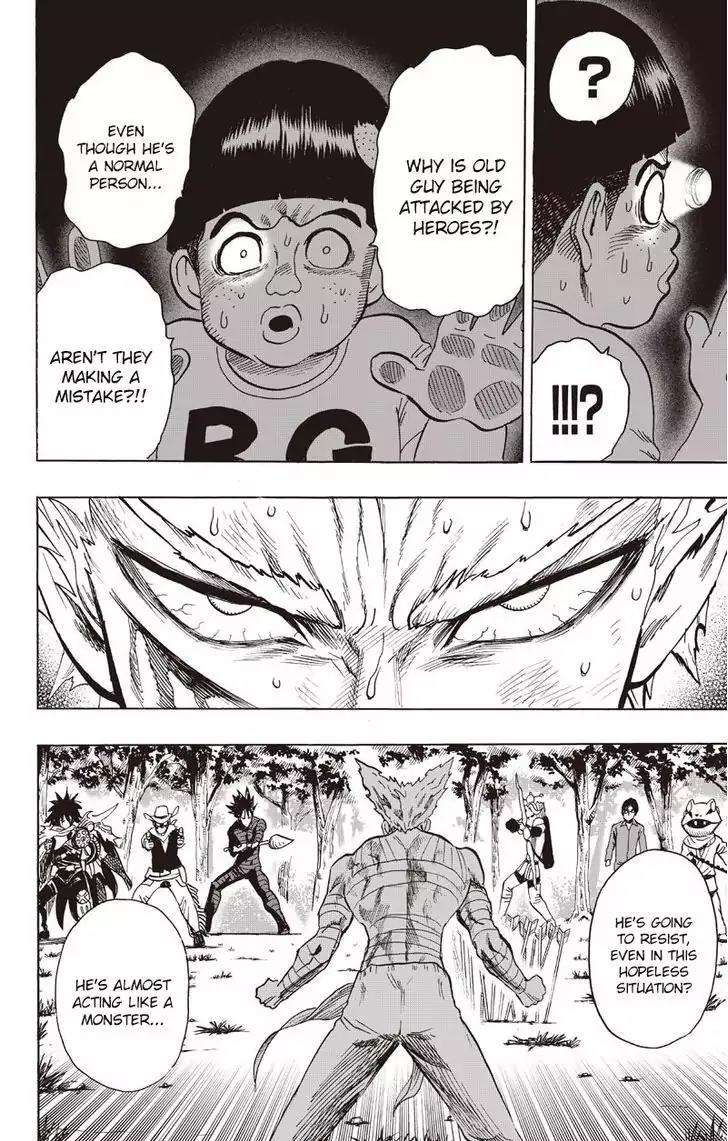 ?
!!!?
WHY IS OLD
GUY BEING
ATTACKED BY
HEROES?!
EVEN
THOUGH HE'S
A NORMAL
PERSON...
AREN'T THEY
MAKING A
MISTAKE?!!
BG
HE'S GOING
TO RESIST,
EVEN IN THIS
HOPELESS
SITUATION?
HE'S ALMOST
ACTING LIKE A
MONSTER...